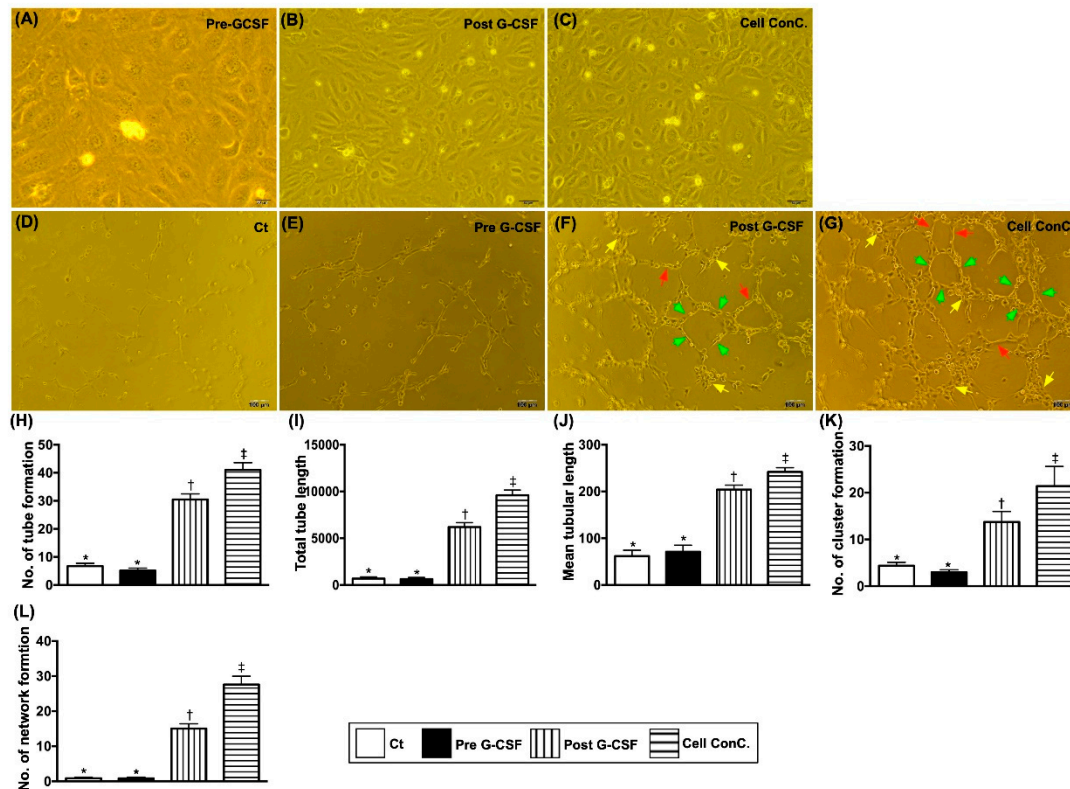 (A) Pre-GCSF
(B) Post G-CSF
(C) Cell ConC.
(D) Ct
(E) Pre G-CSF
(F) Post G-CSF
(G) Cell ConC
100 µm
(H)
No. of tube formation
50
40
30
20
10
0
*
*
†
‡
(I)
Total tube length
15000
10000
5000
0
*
*
†
‡
(J)
Mean tubular length
300
200
100
0
*
*
†
‡
(K)
No. of cluster formation
30
20
10
0
*
*
†
‡
(L)
No. of network formtion
40
30
20
10
0
*
*
†
‡
Ct
Pre G-CSF
Post G-CSF
Cell ConC.